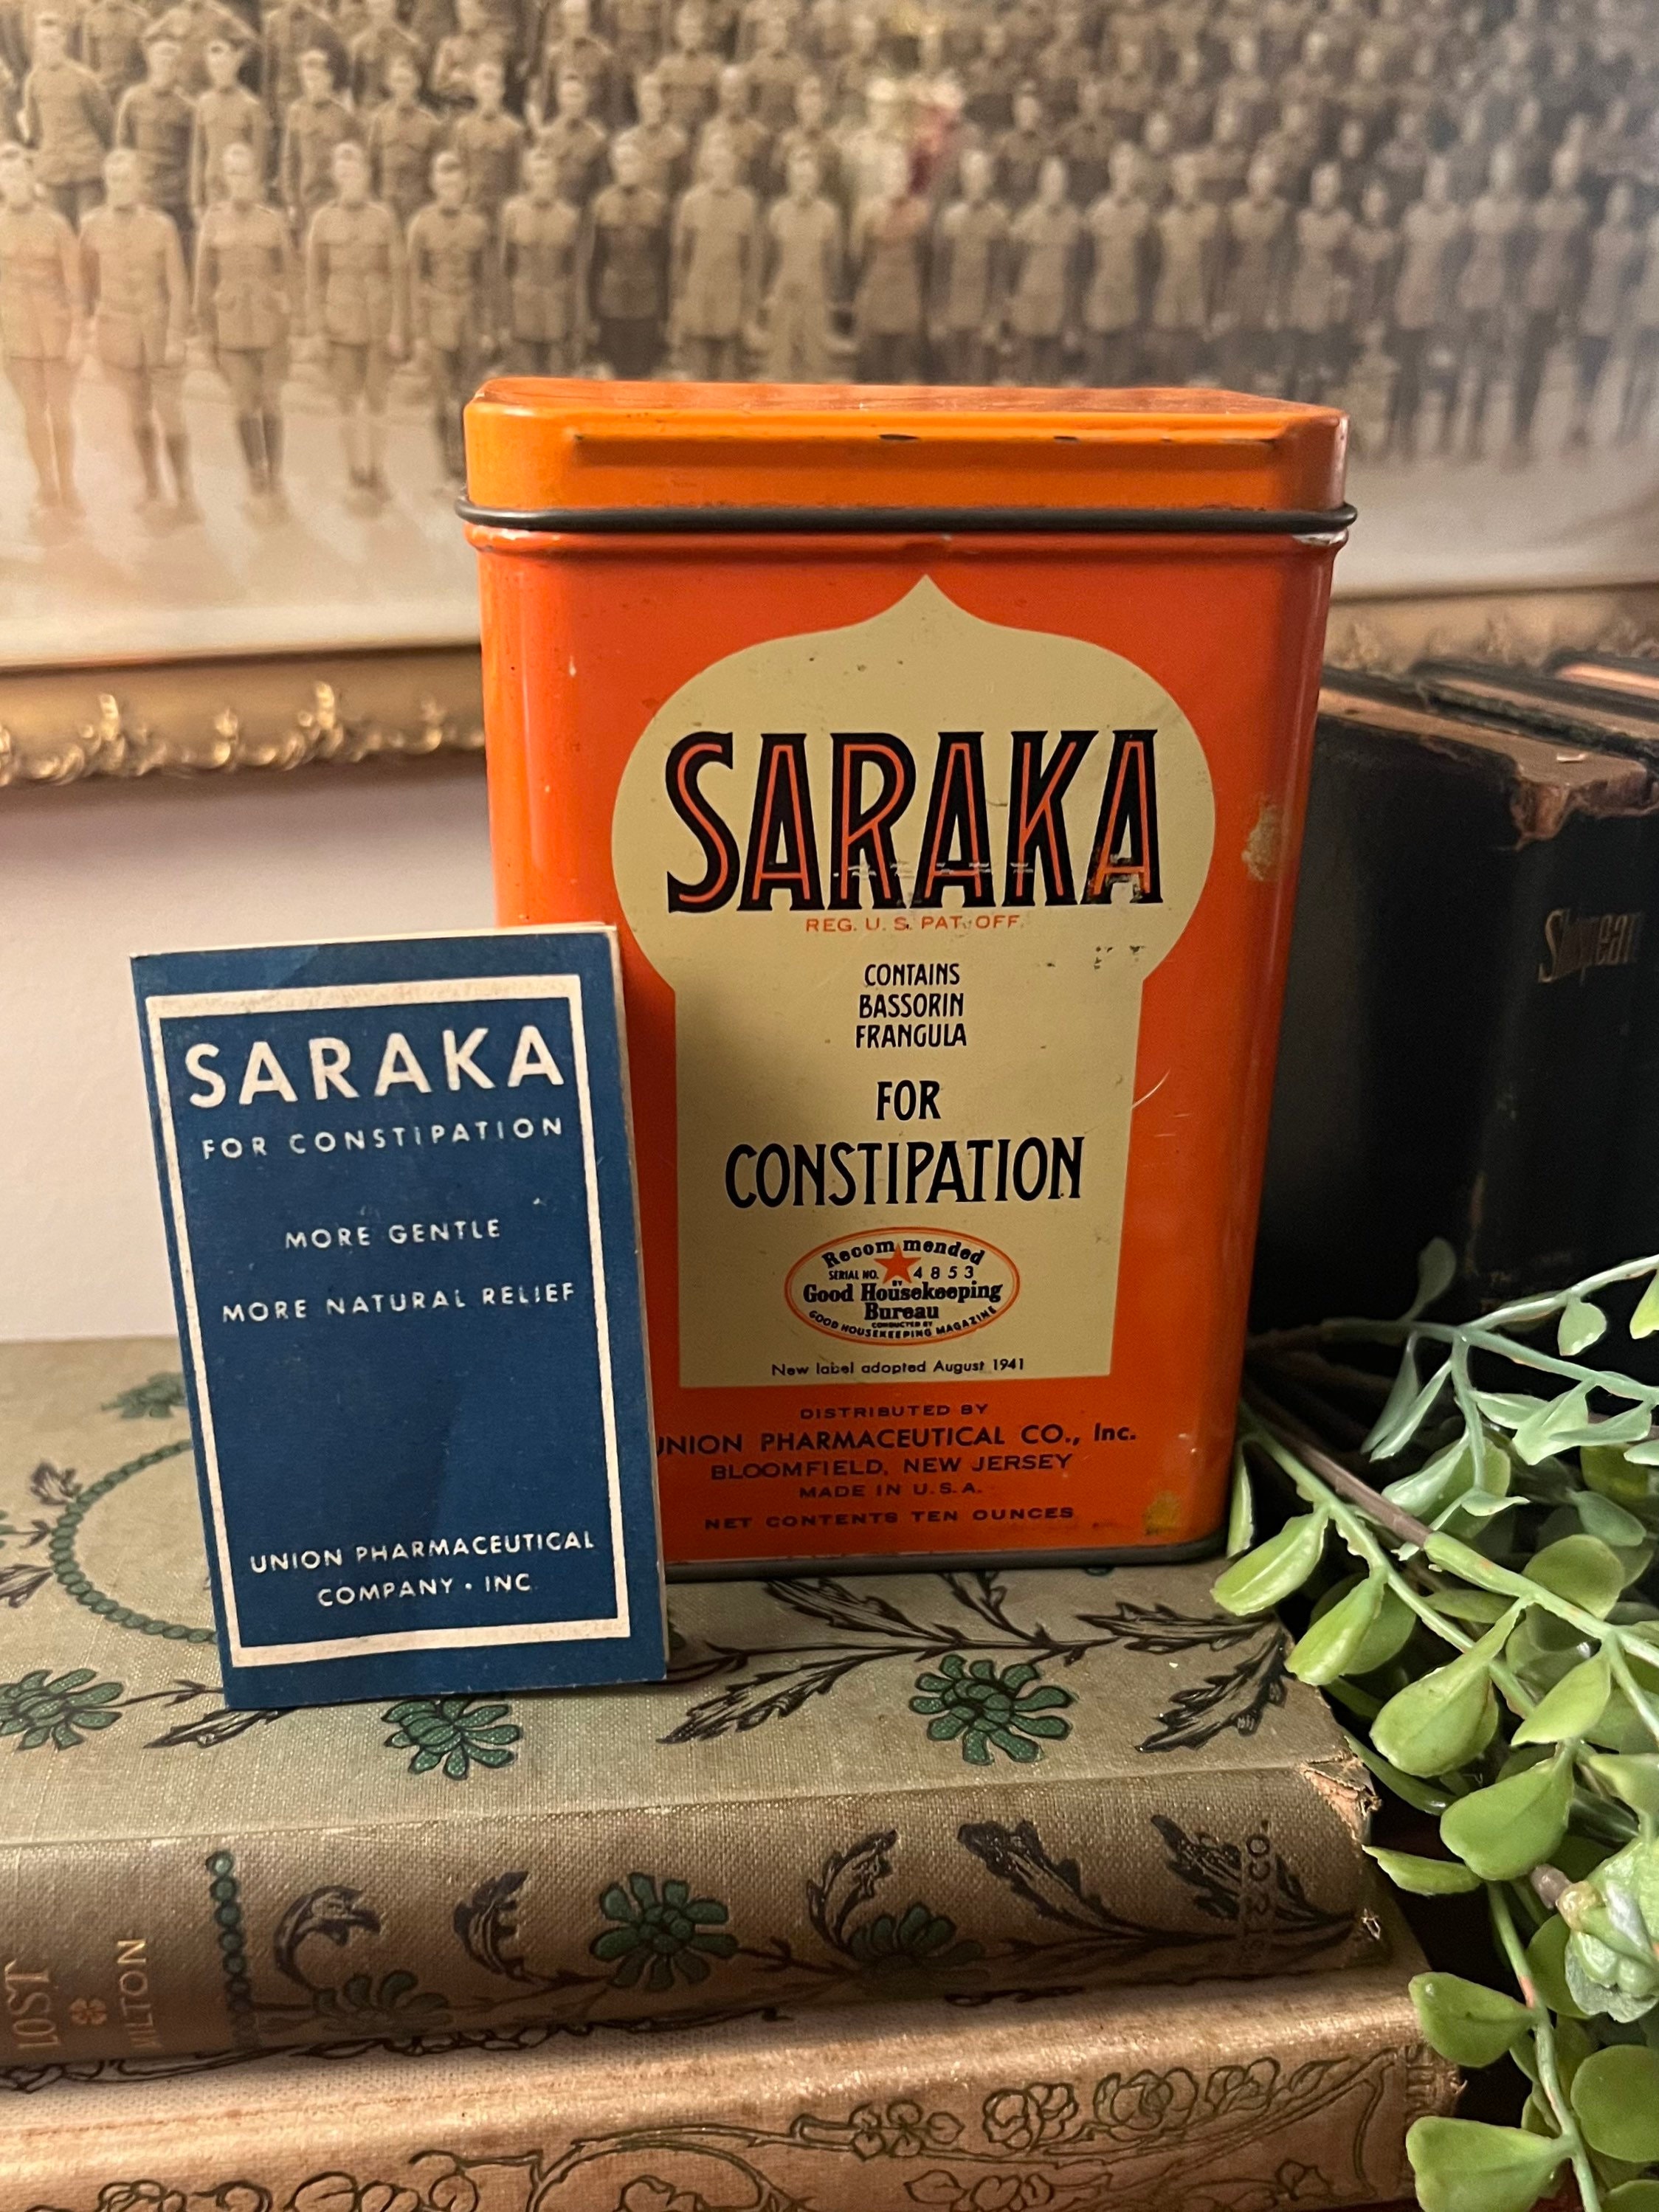 SARAKA
REG. U. S. PAT. OFF.
CONTAINS
BASSORIN
FRANGULA
FOR
CONSTIPATION
Recommended
SERIAL NO. 4853
BY
Good Housekeeping
Bureau
CONDUCTED BY
GOOD HOUSEKEEPING MAGAZINE
New label adopted August 1941
DISTRIBUTED BY
UNION PHARMACEUTICAL CO., Inc.
BLOOMFIELD, NEW JERSEY
MADE IN U.S.A.
NET CONTENTS TEN OUNCES
SARAKA
FOR CONSTIPATION
MORE GENTLE
MORE NATURAL RELIEF
UNION PHARMACEUTICAL
COMPANY • INC
LOST
MILTON